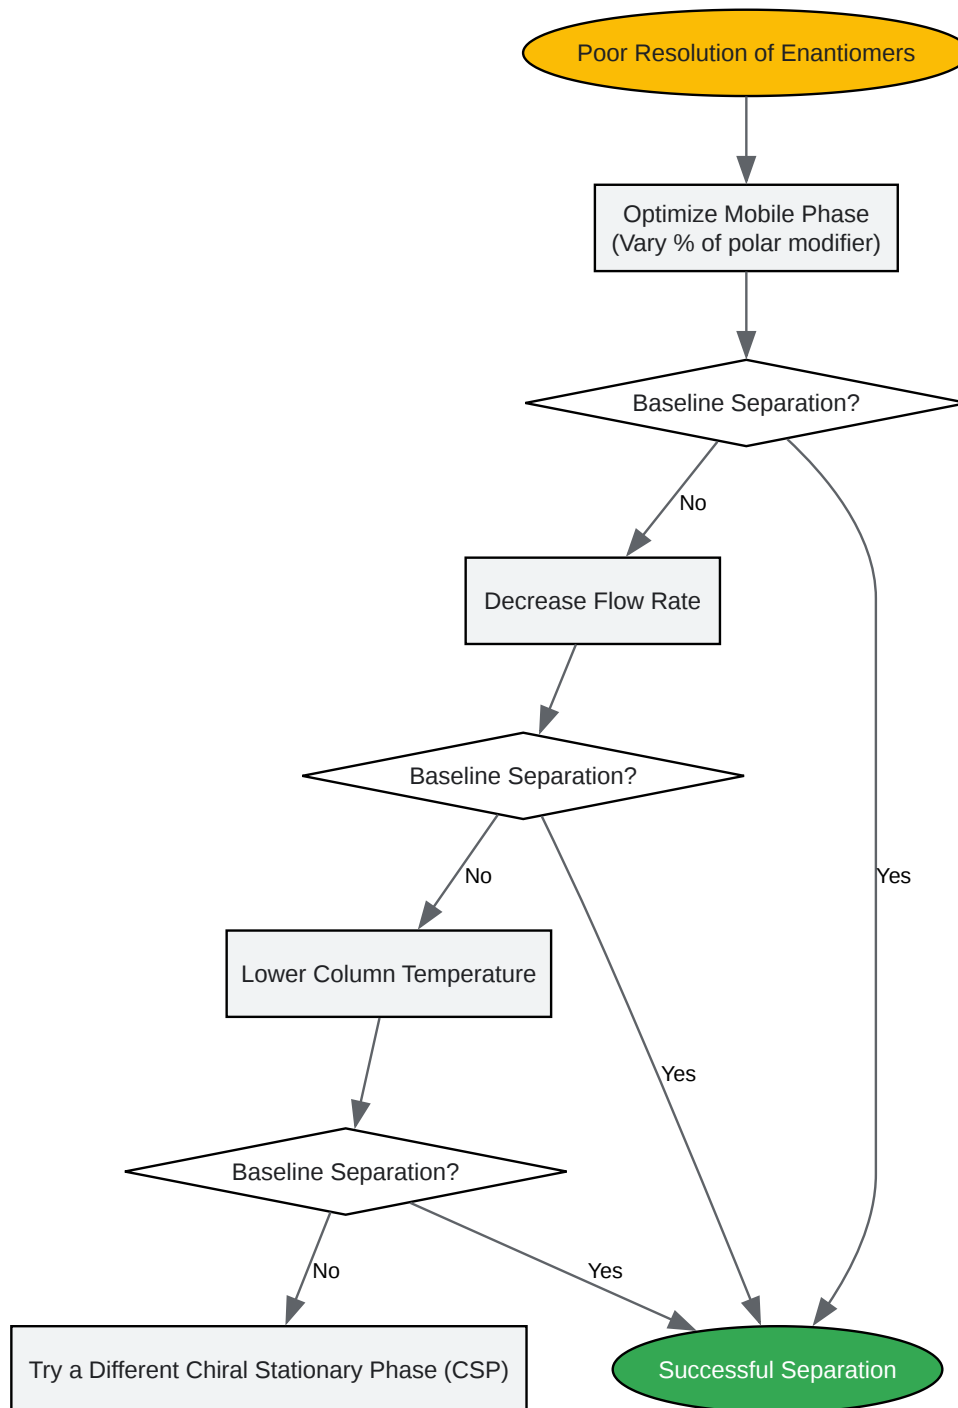 Poor Resolution of Enantiomers
Optimize Mobile Phase
(Vary % of polar modifier)
Baseline Separation?
No
Decrease Flow Rate
Baseline Separation?
No
Yes
Lower Column Temperature
Yes
Baseline Separation?
No
Yes
Try a Different Chiral Stationary Phase (CSP)
Successful Separation